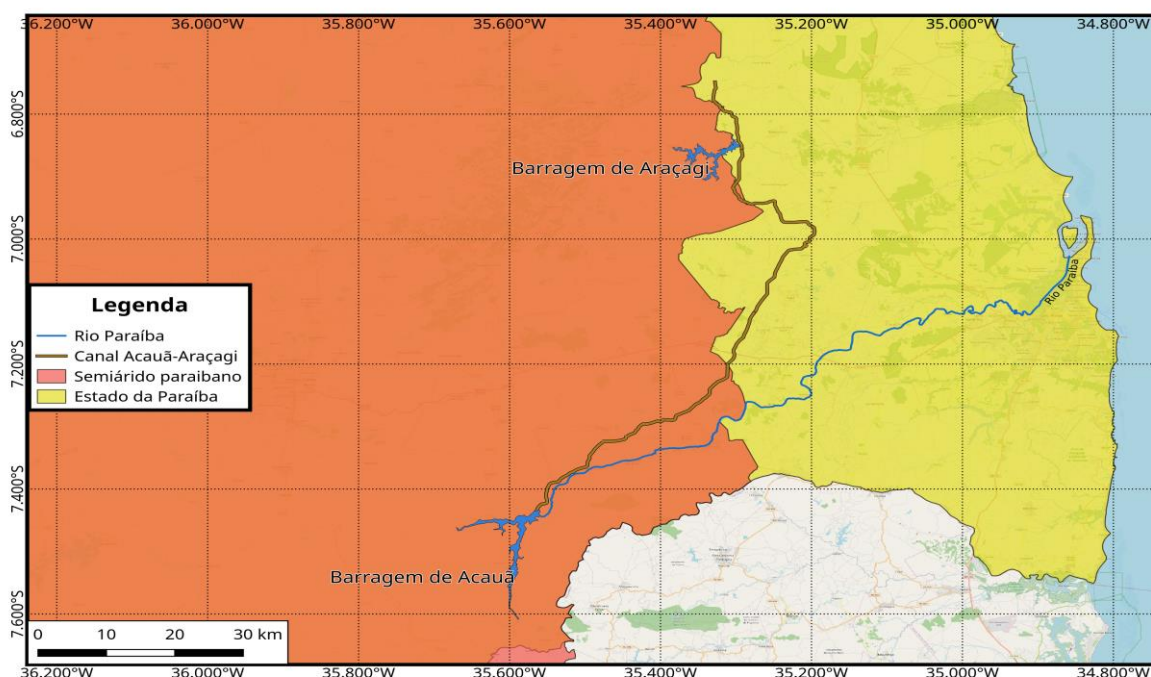 36.200°W 36.000°W 35.800°W 35.600°W 35.400°W 35.200°W 35.000°W 34.800°W
6.800°S
Barragem de Araçagi
7.000°S
Rio Paraíba
Legenda
Rio Paraíba
Canal Acauã-Araçagi
Semiárido paraibano
Estado da Paraíba
7.200°S
7.400°S
Barragem de Acauã
7.600°S
0 10 20 30 km
36.200°W 36.000°W 35.800°W 35.600°W 35.400°W 35.200°W 35.000°W 34.800°W